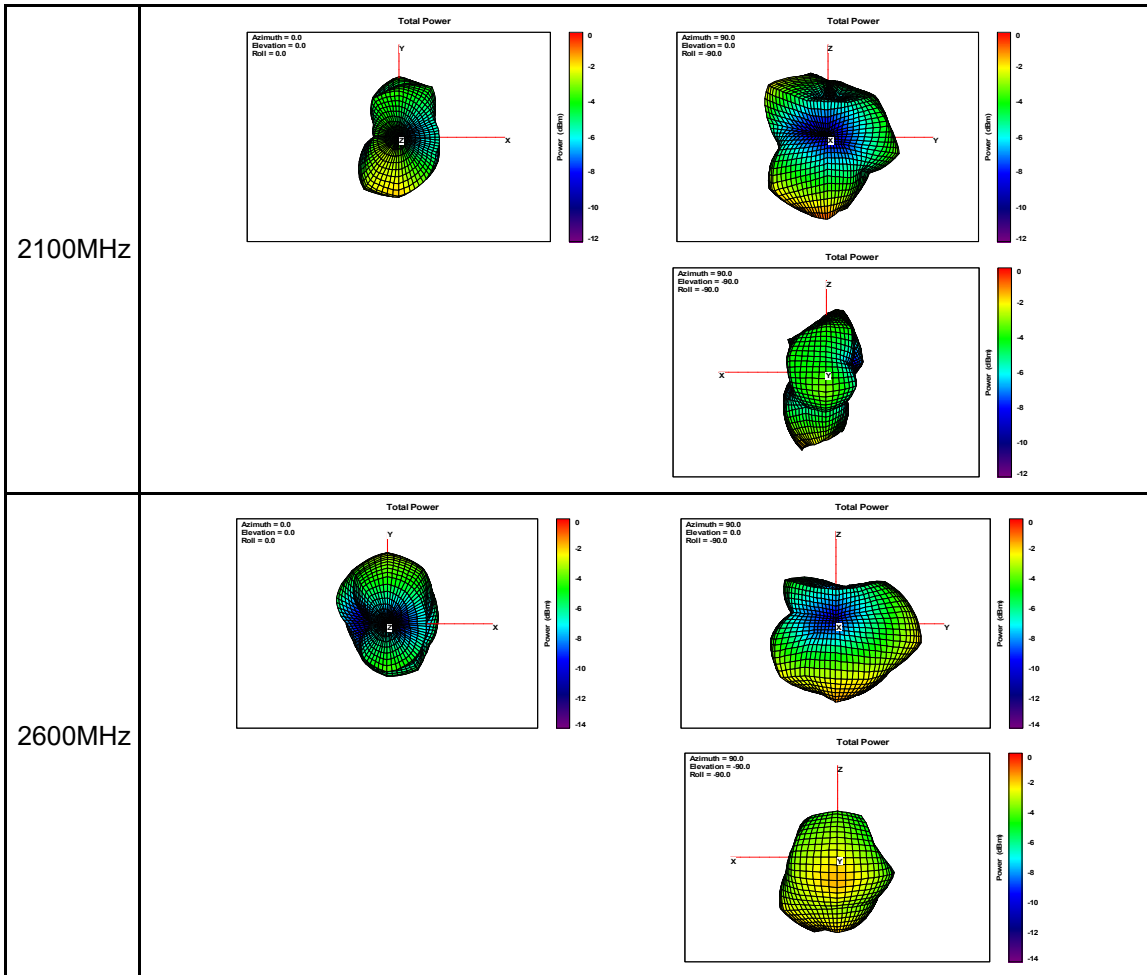 2100MHz
Total Power
Azimuth = 0.0
Elevation = 0.0
Roll = 0.0
Y
X
Z
0
-2
-4
-6
-8
-10
-12
Power (dBm)
Total Power
Azimuth = 90.0
Elevation = 0.0
Roll = -90.0
Z
Y
X
0
-2
-4
-6
-8
-10
-12
Power (dBm)
Total Power
Azimuth = 90.0
Elevation = -90.0
Roll = -90.0
Z
X
Y
0
-2
-4
-6
-8
-10
-12
Power (dBm)
2600MHz
Total Power
Azimuth = 0.0
Elevation = 0.0
Roll = 0.0
Y
X
Z
0
-2
-4
-6
-8
-10
-12
-14
Power (dBm)
Total Power
Azimuth = 90.0
Elevation = 0.0
Roll = -90.0
Z
Y
X
0
-2
-4
-6
-8
-10
-12
-14
Power (dBm)
Total Power
Azimuth = 90.0
Elevation = -90.0
Roll = -90.0
Z
X
Y
0
-2
-4
-6
-8
-10
-12
-14
Power (dBm)